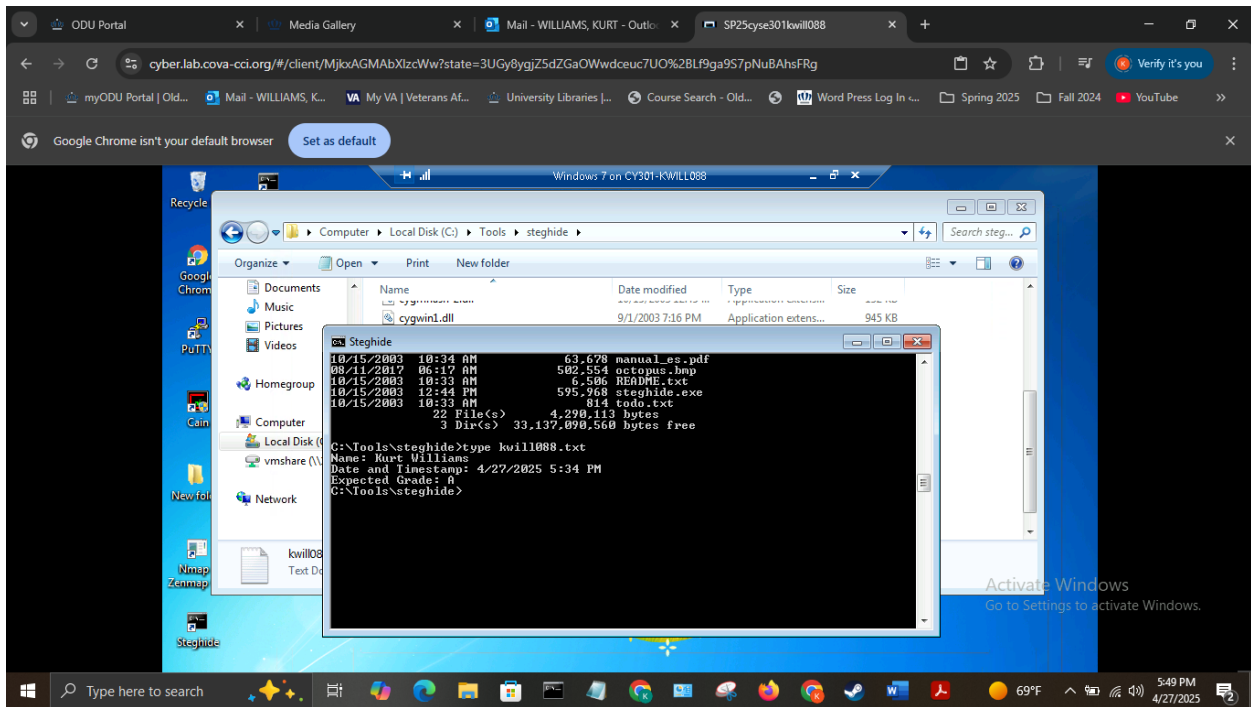 ODU Portal
Media Gallery
Mail - WILLIAMS, KURT - Outlo
SP25cyse301kwill088
cyber.lab.cova-cci.org/#/client/MjkxAGMAbXlzcWw?state=3UGy8ygjZ5dZGaOWwdceuc7UO%2BLf9ga9S7pNuBAhsFRg
Verify it's you
myODU Portal | Old...
Mail - WILLIAMS, K...
My VA | Veterans Af...
University Libraries |...
Course Search - Old...
Word Press Log In -...
Spring 2025
Fall 2024
YouTube
Google Chrome isn't your default browser
Set as default
Windows 7 on CY301-KWILL088
Recycle
Computer
Local Disk (C:)
Tools
steghide
Search steg...
Organize
Open
Print
New folder
Googl
Chrom
PuTTY
Cain
New fol
Nmap
Zenmap
Steghide
Documents
Music
Pictures
Videos
Homegroup
Computer
Local Disk (
vmshare (\\
Network
Name Date modified Type Size
cygwin1.dll 9/1/2003 7:16 PM Application extens... 945 KB
Steghide
10/15/2003 10:34 AM 63,678 manual_es.pdf
08/11/2017 06:17 AM 502,554 octopus.bmp
10/15/2003 10:33 AM 6,506 README.txt
10/15/2003 12:44 PM 595,968 steghide.exe
10/15/2003 10:33 AM 814 todo.txt
22 File(s) 4,290,113 bytes
3 Dir(s) 33,137,090,560 bytes free
C:\Tools\steghide>type kwill088.txt
Name: Kurt Williams
Date and Timestamp: 4/27/2025 5:34 PM
Expected Grade: A
C:\Tools\steghide>
kwill08
Text Do
Activate Windows
Go to Settings to activate Windows.
Type here to search
69°F
5:49 PM
4/27/2025
2